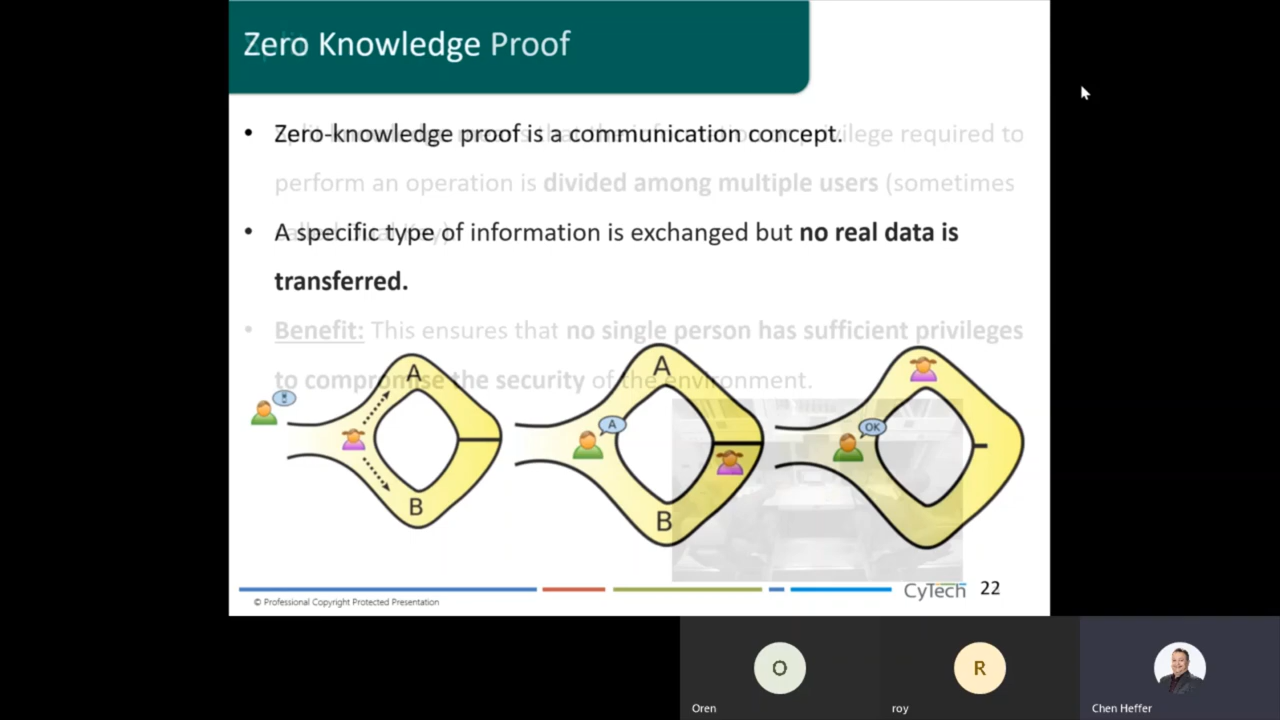 Zero Knowledge Proof
• Zero-knowledge proof is a communication concept.
privilege required to
perform an operation is divided among multiple users (sometimes
• A specific type of information is exchanged but no real data is
transferred.
• Benefit: This ensures that no single person has sufficient privileges
to compromise the security of the environment.
A
B
A
A
B
OK
CyTech 22
© Professional Copyright Protected Presentation
O
R
Oren
roy
Chen Heffer